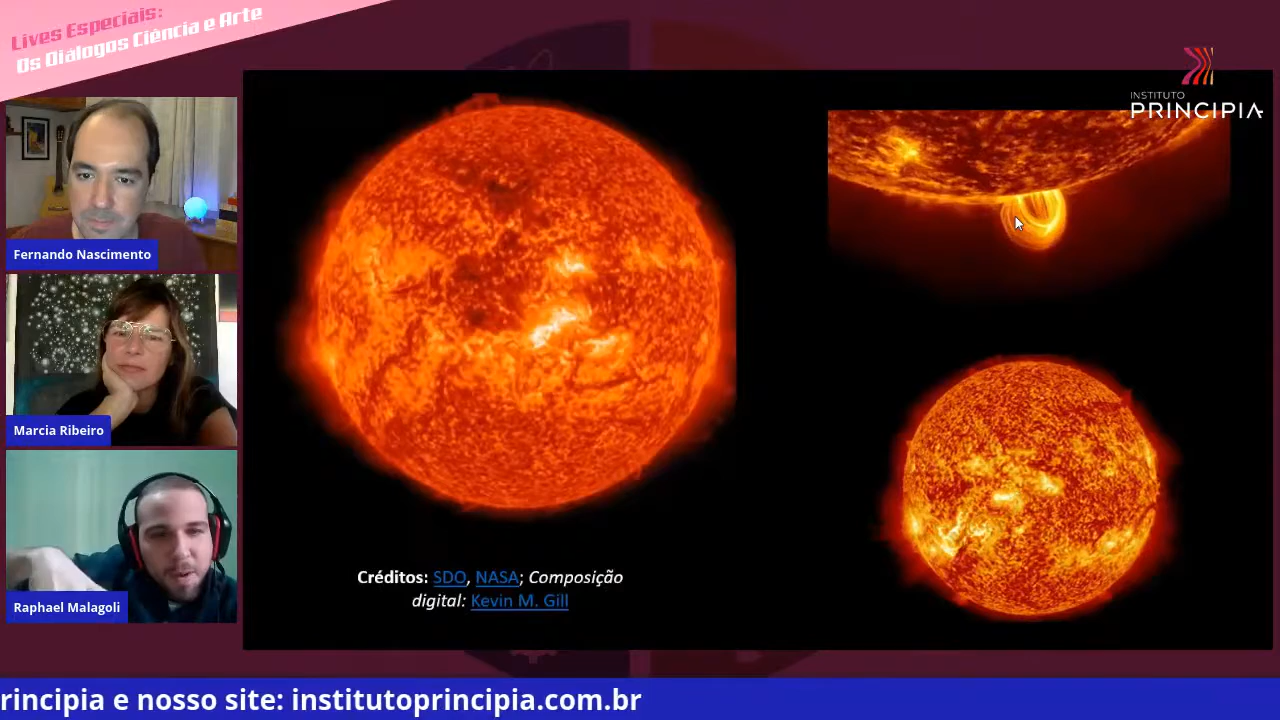 Lives Especiais:
Os Diálogos Ciência e Arte
INSTITUTO
PRINCIPIA
Fernando Nascimento
Marcia Ribeiro
Raphael Malagoli
Créditos: SDO, NASA; Composição
digital: Kevin M. Gill
rincipia e nosso site: institutoprincipia.com.br